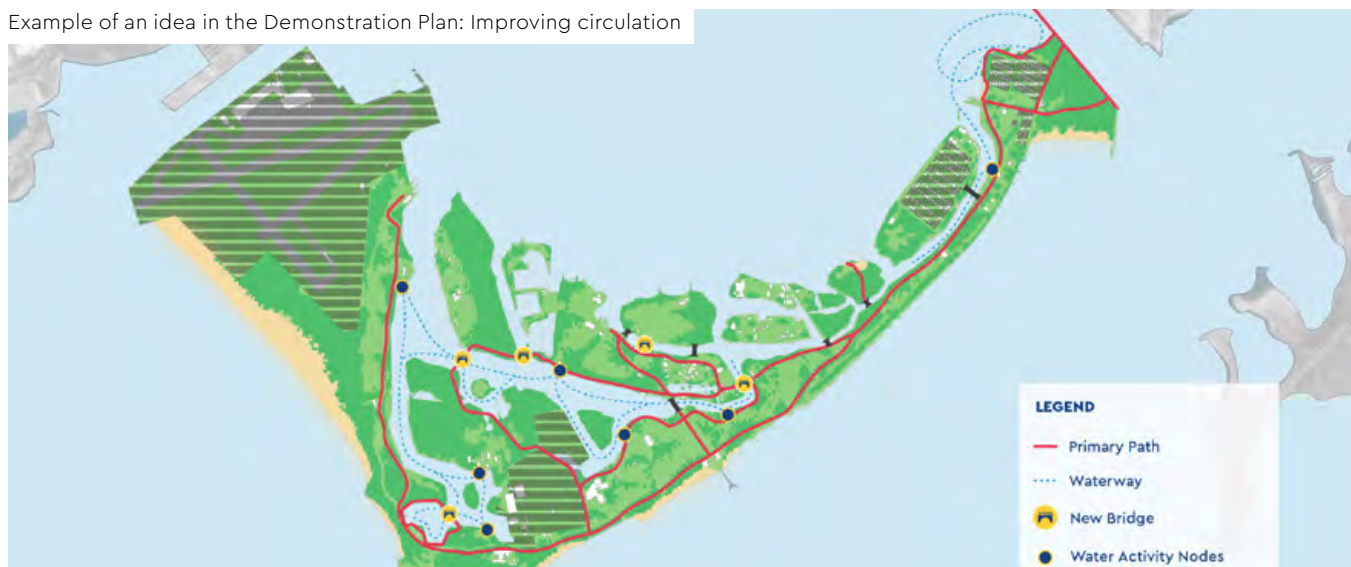 Example of an idea in the Demonstration Plan: Improving circulation
LEGEND
Primary Path
Waterway
New Bridge
Water Activity Nodes